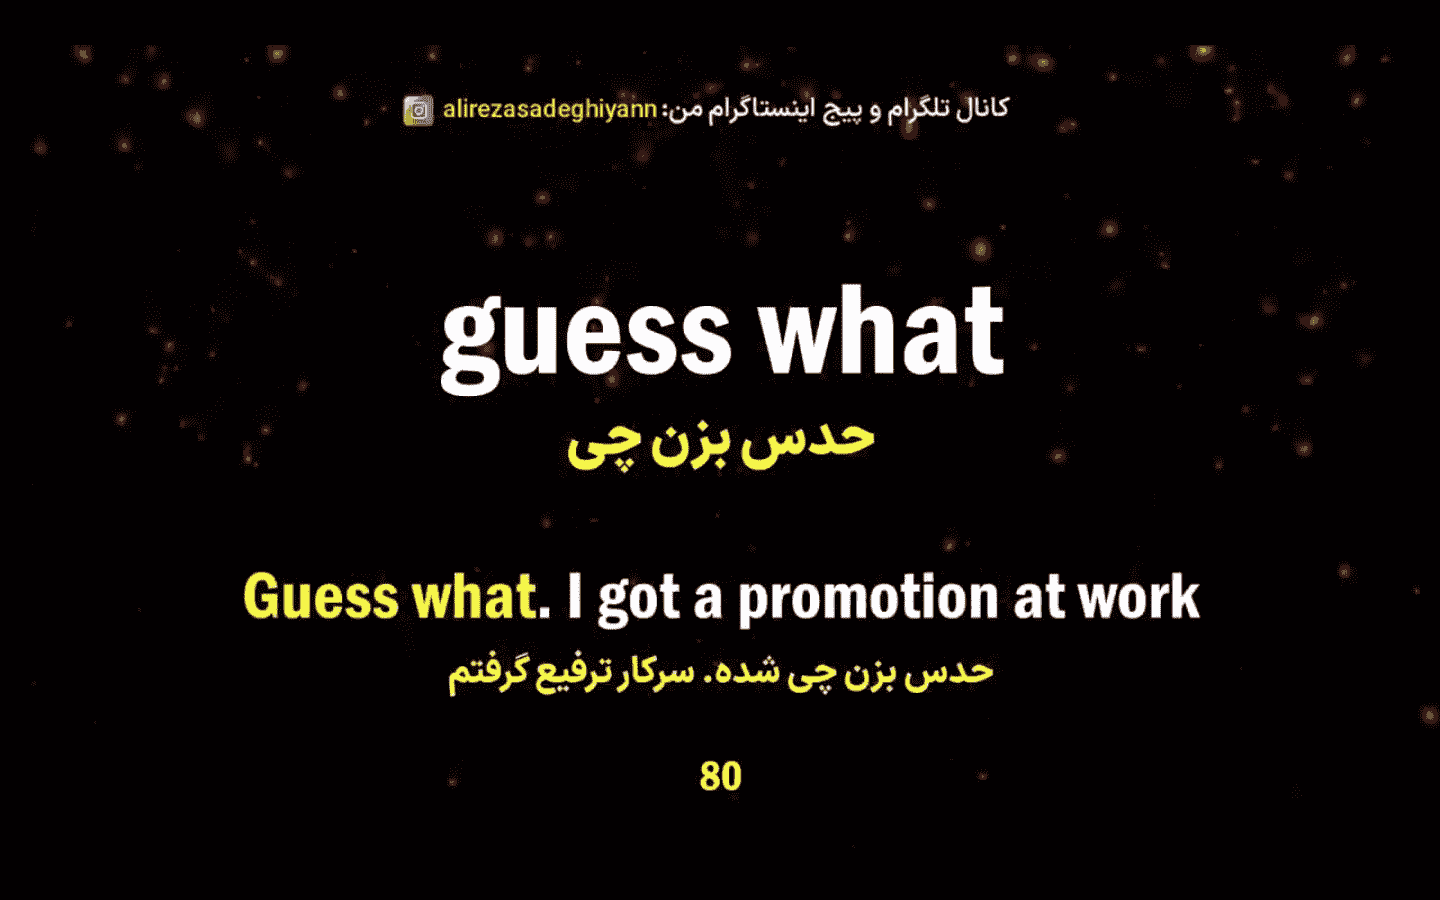 کانال تلگرام و پیج اینستاگرام من: alirezasadeghiyann
guess what
حدس بزن چی
Guess what. I got a promotion at work
حدس بزن چی شده. سرکار ترفیع گرفتم
80